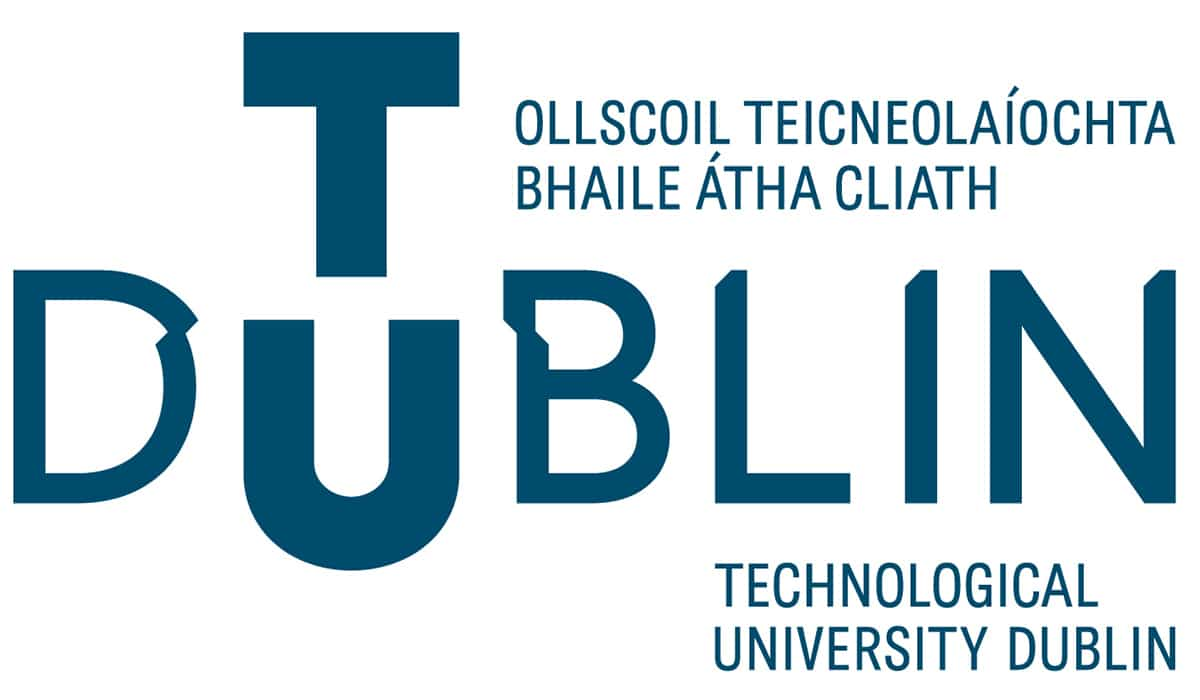 T
OLLSCOIL TEICNEOLAÍOCHTA
BHAILE ÁTHA CLIATH
DUBLIN
TECHNOLOGICAL
UNIVERSITY DUBLIN